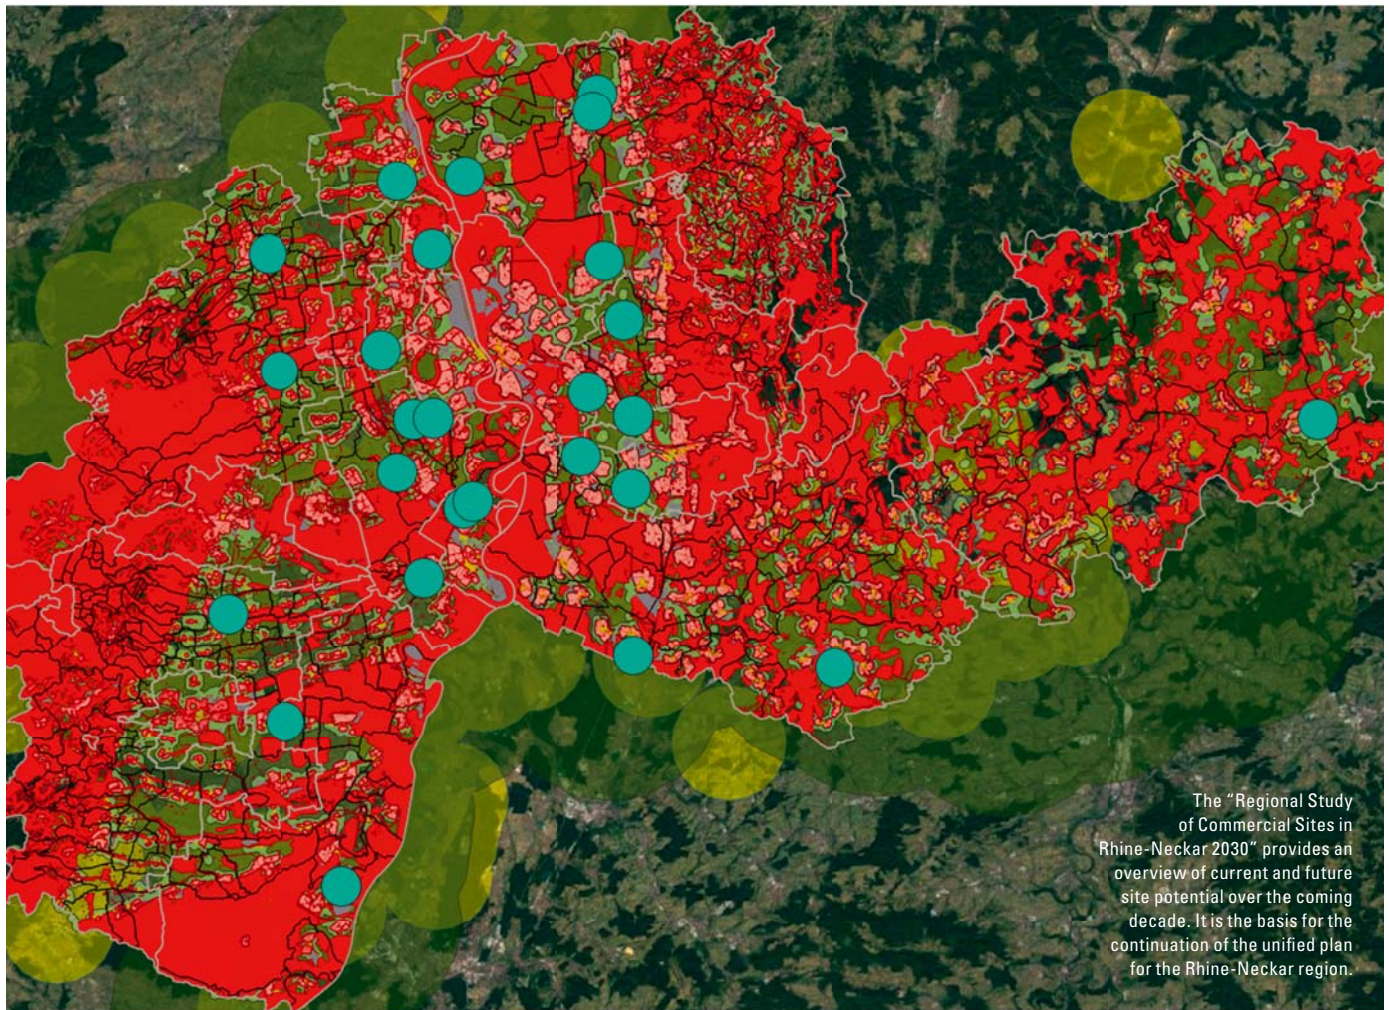 The “Regional Study
of Commercial Sites in
Rhine-Neckar 2030” provides an
overview of current and future
site potential over the coming
decade. It is the basis for the
continuation of the unified plan
for the Rhine-Neckar region.